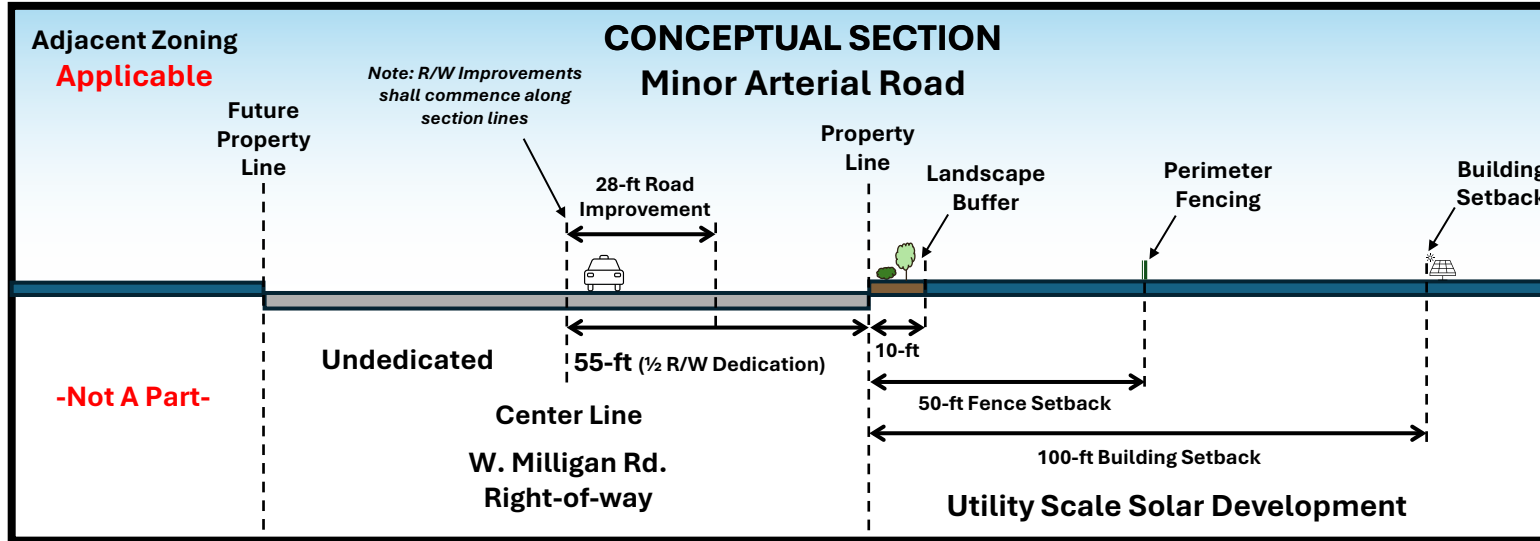 CONCEPTUAL SECTION
Minor Arterial Road
Adjacent Zoning
Applicable
Note: R/W Improvements
shall commence along
section lines
Future
Property
Line
28-ft Road
Improvement
Property
Line
Landscape
Buffer
Perimeter
Fencing
Building
Setback
-Not A Part-
Undedicated
55-ft (½ R/W Dedication)
10-ft
50-ft Fence Setback
100-ft Building Setback
Center Line
W. Milligan Rd.
Right-of-way
Utility Scale Solar Development